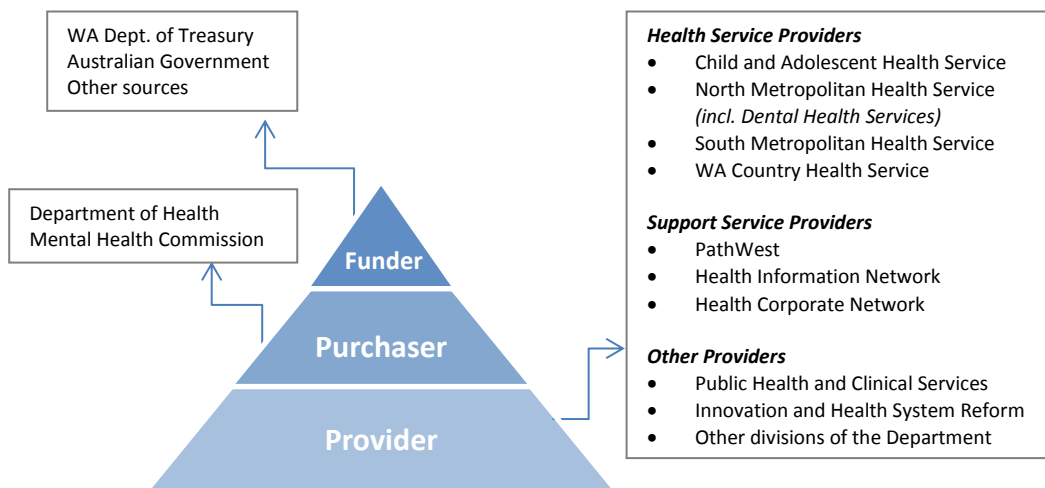 WA Dept. of Treasury
Australian Government
Other sources
Department of Health
Mental Health Commission
Funder
Purchaser
Provider
Health Service Providers
• Child and Adolescent Health Service
• North Metropolitan Health Service
(incl. Dental Health Services)
• South Metropolitan Health Service
• WA Country Health Service
Support Service Providers
• PathWest
• Health Information Network
• Health Corporate Network
Other Providers
• Public Health and Clinical Services
• Innovation and Health System Reform
• Other divisions of the Department